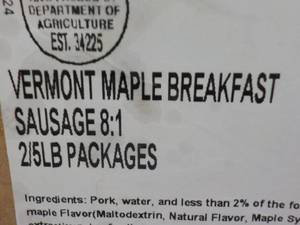 DEPARTMENT OF
AGRICULTURE
EST. 34225
VERMONT MAPLE BREAKFAST
SAUSAGE 8:1
2/5LB PACKAGES
Ingredients: Pork, water, and less than 2% of the fo
maple Flavor(Maltodextrin, Natural Flavor, Maple Sy